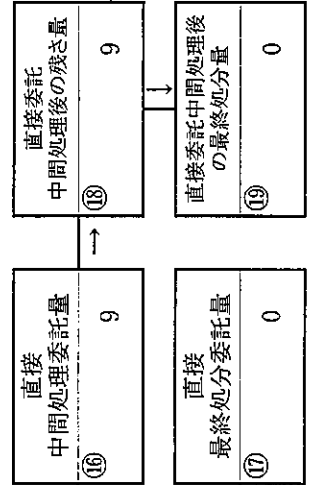 直接
中間処理委託量
⑯ 9
直接委託
中間処理後の残さ量
⑱ 9
直接
最終処分委託量
⑰ 0
直接委託中間処理後
の最終処分量
⑲ 0